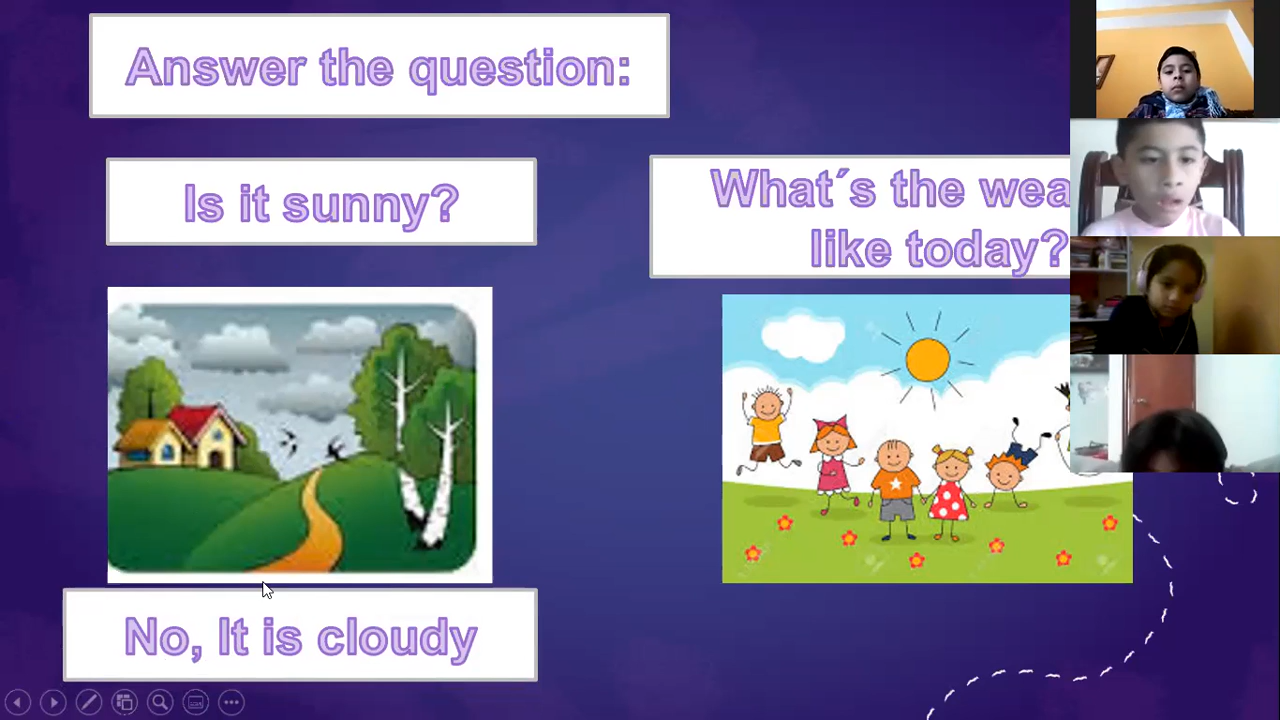 Answer the question:
Is it sunny?
What´s the wea
like today?
No, It is cloudy